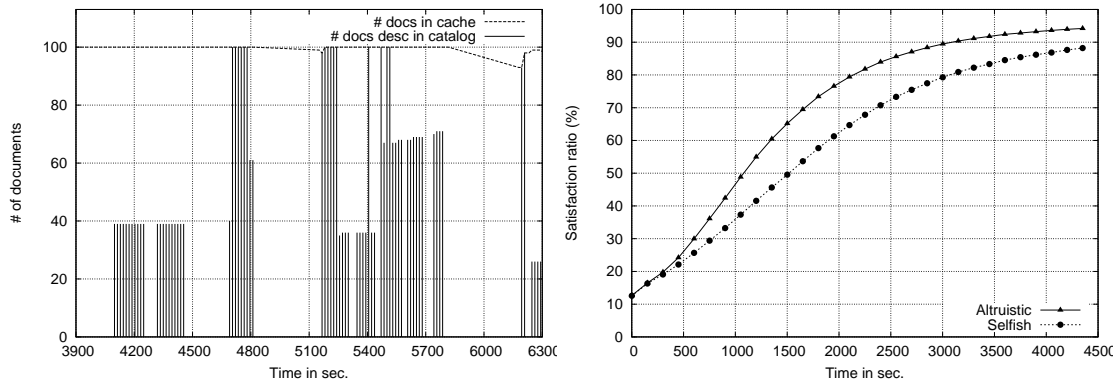 # docs in cache
# docs desc in catalog
100
80
60
40
20
0
# of documents
3900 4200 4500 4800 5100 5400 5700 6000 6300
Time in sec.
100
90
80
70
60
50
40
30
20
10
0
Satisfaction ratio (%)
Altruistic
Selfish
0 500 1000 1500 2000 2500 3000 3500 4000 4500
Time in sec.